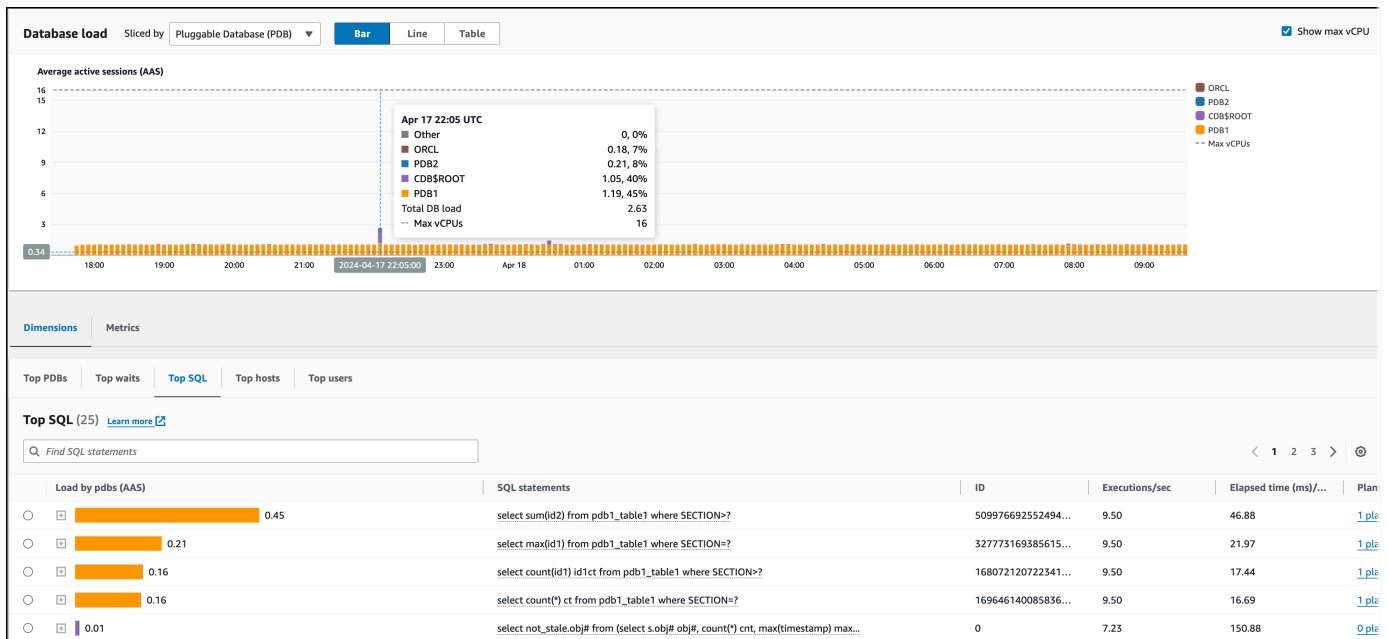 Database load Sliced by Pluggable Database (PDB) Bar Line Table Show max vCPU
Average active sessions (AAS)
16
15
12
9
6
3
0.34
Apr 17 22:05 UTC
Other 0, 0%
ORCL 0.18, 7%
PDB2 0.21, 8%
CDB$ROOT 1.05, 40%
PDB1 1.19, 45%
Total DB load 2.63
Max vCPUs 16
ORCL
PDB2
CDB$ROOT
PDB1
Max vCPUs
18:00 19:00 20:00 21:00 2024-04-17 22:05:00 23:00 Apr 18 01:00 02:00 03:00 04:00 05:00 06:00 07:00 08:00 09:00
Dimensions Metrics
Top PDBs Top waits Top SQL Top hosts Top users
Top SQL (25) Learn more
Find SQL statements 1 2 3
Load by pdbs (AAS) SQL statements ID Executions/sec Elapsed time (ms)/... Plan
0.45 select sum(id2) from pdb1_table1 where SECTION>? 509976692552494... 9.50 46.88 1 pla
0.21 select max(id1) from pdb1_table1 where SECTION=? 327773169385615... 9.50 21.97 1 pla
0.16 select count(id1) id1ct from pdb1_table1 where SECTION>? 168072120722341... 9.50 17.44 1 pla
0.16 select count(*) ct from pdb1_table1 where SECTION=? 169646140085836... 9.50 16.69 1 pla
0.01 select not_stale.obj# from (select s.obj# obj#, count(*) cnt, max(timestamp) max... 0 7.23 150.88 0 pla